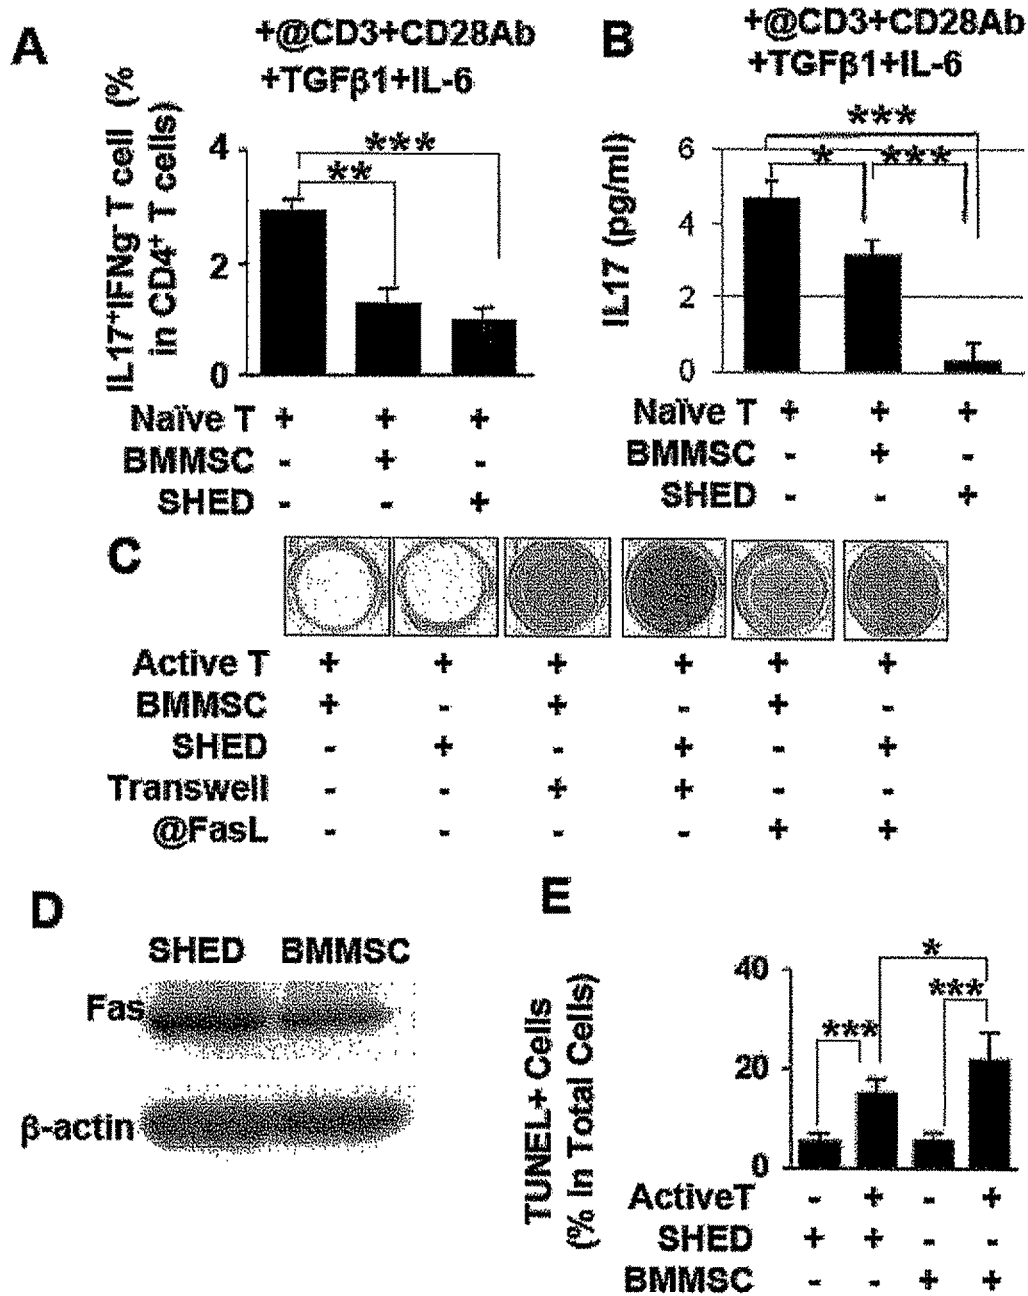 A
+@CD3+CD28Ab
+TGFβ1+IL-6
IL17⁺IFNg⁻ T cell (%
in CD4⁺ T cells)
4
2
0
***
**
Naïve T + + +
BMMSC - + -
SHED - - +
B
+@CD3+CD28Ab
+TGFβ1+IL-6
IL17 (pg/ml)
6
4
2
0
***
* ***
Naïve T + + +
BMMSC - + -
SHED - - +
C
Active T + + + + + +
BMMSC + - + - + -
SHED - + - + - +
Transwell - - + + - -
@FasL - - - - + +
D
SHED BMMSC
Fas
β-actin
E
TUNEL+ Cells
(% In Total Cells)
40
20
0
*
***
***
ActiveT - + - +
SHED + + - -
BMMSC - - + +